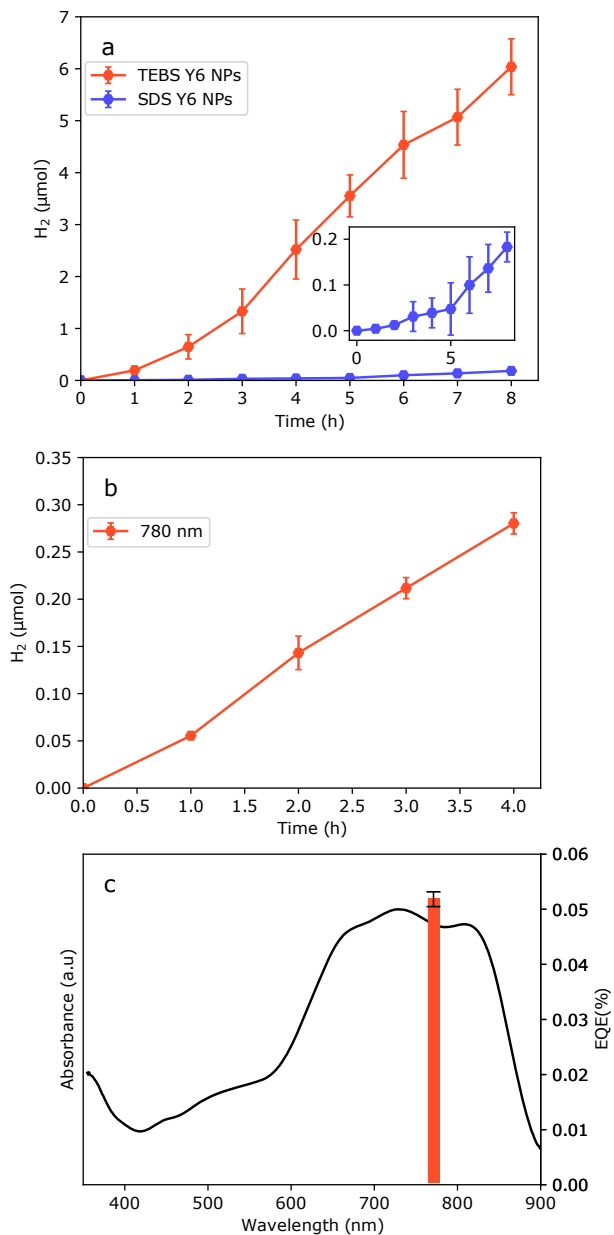 a
TEBS Y6 NPs
SDS Y6 NPs
7
6
5
4
3
2
1
0
H₂ (μmol)
0.2
0.1
0.0
0 5
0 1 2 3 4 5 6 7 8
Time (h)
b
780 nm
0.35
0.30
0.25
0.20
0.15
0.10
0.05
0.00
H₂ (μmol)
0.0 0.5 1.0 1.5 2.0 2.5 3.0 3.5 4.0
Time (h)
c
Absorbance (a.u)
0.06
0.05
0.04
0.03
0.02
0.01
0.00
EQE(%)
400 500 600 700 800 900
Wavelength (nm)